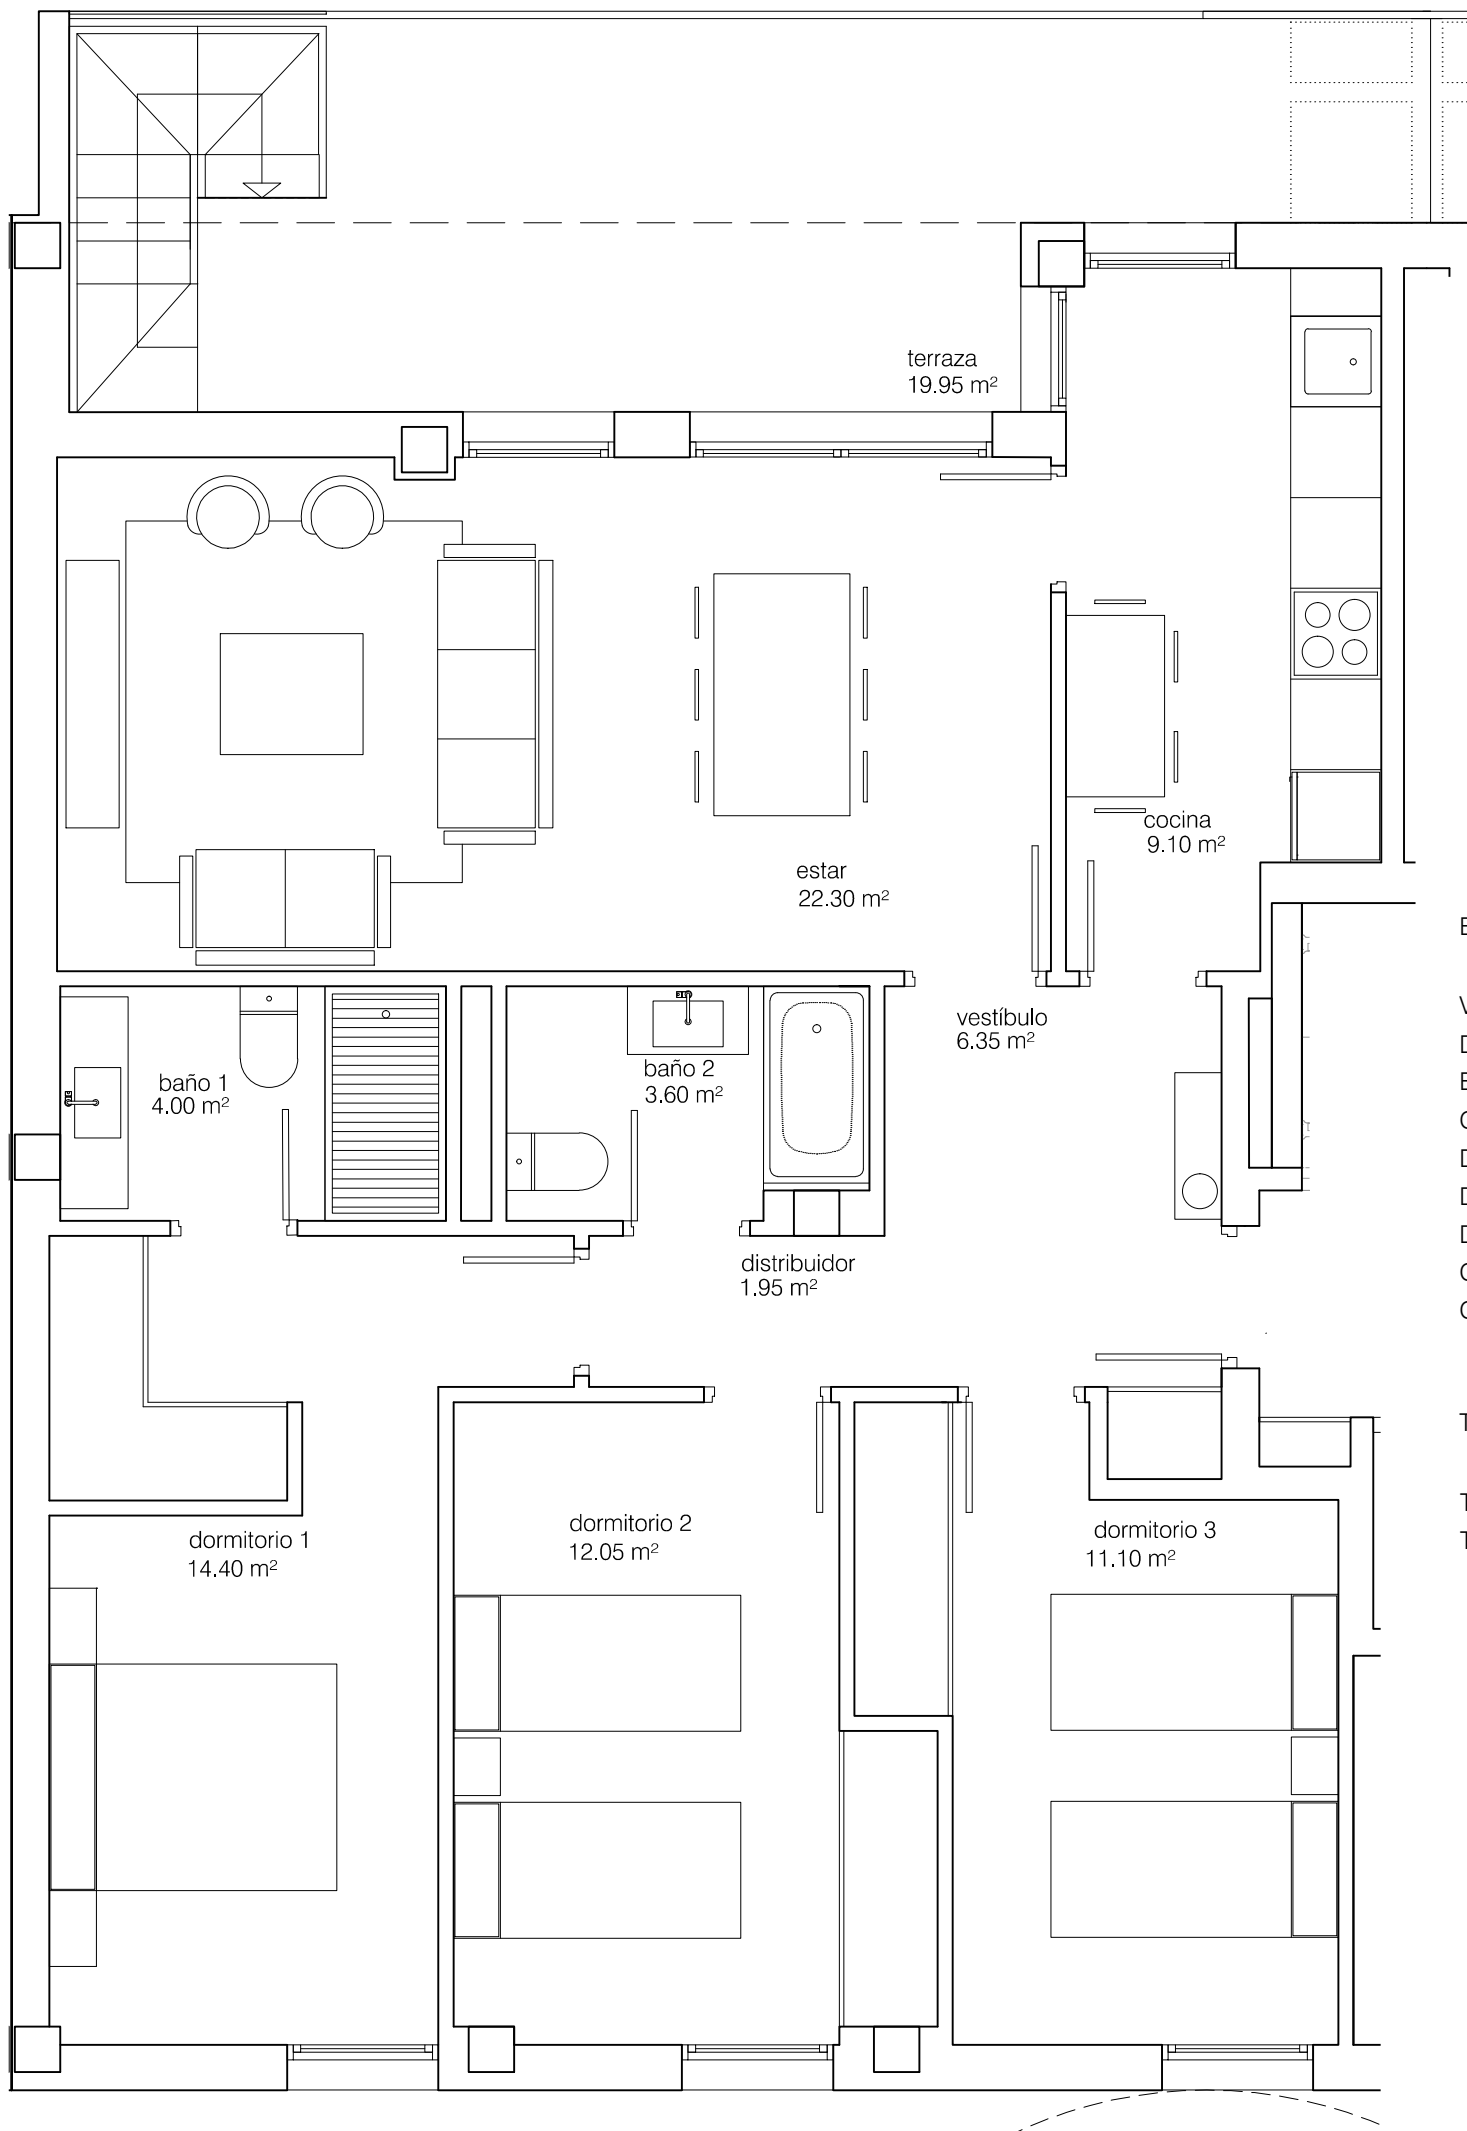 terraza
19.95 m²
cocina
9.10 m²
estar
22.30 m²
vestíbulo
6.35 m²
baño 1
4.00 m²
baño 2
3.60 m²
distribuidor
1.95 m²
dormitorio 1
14.40 m²
dormitorio 2
12.05 m²
dormitorio 3
11.10 m²